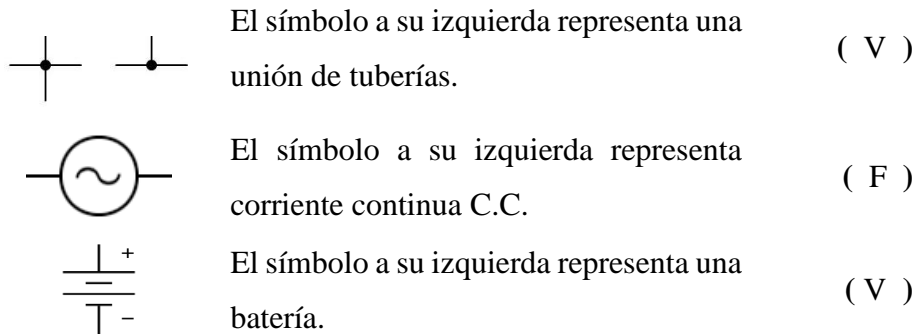 El símbolo a su izquierda representa una
unión de tuberías.
( V )
El símbolo a su izquierda representa
corriente continua C.C.
( F )
+
El símbolo a su izquierda representa una
batería.
−
( V )